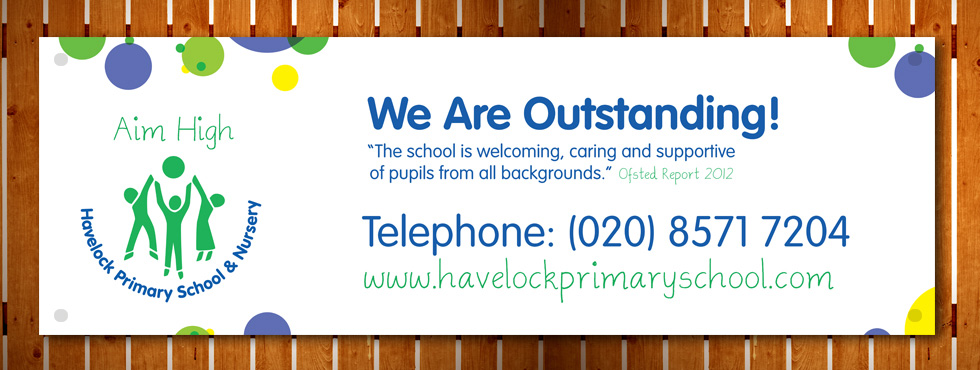 Aim High
Havelock Primary School & Nursery
We Are Outstanding!
“The school is welcoming, caring and supportive
of pupils from all backgrounds.” Ofsted Report 2012
Telephone: (020) 8571 7204
www.havelockprimaryschool.com